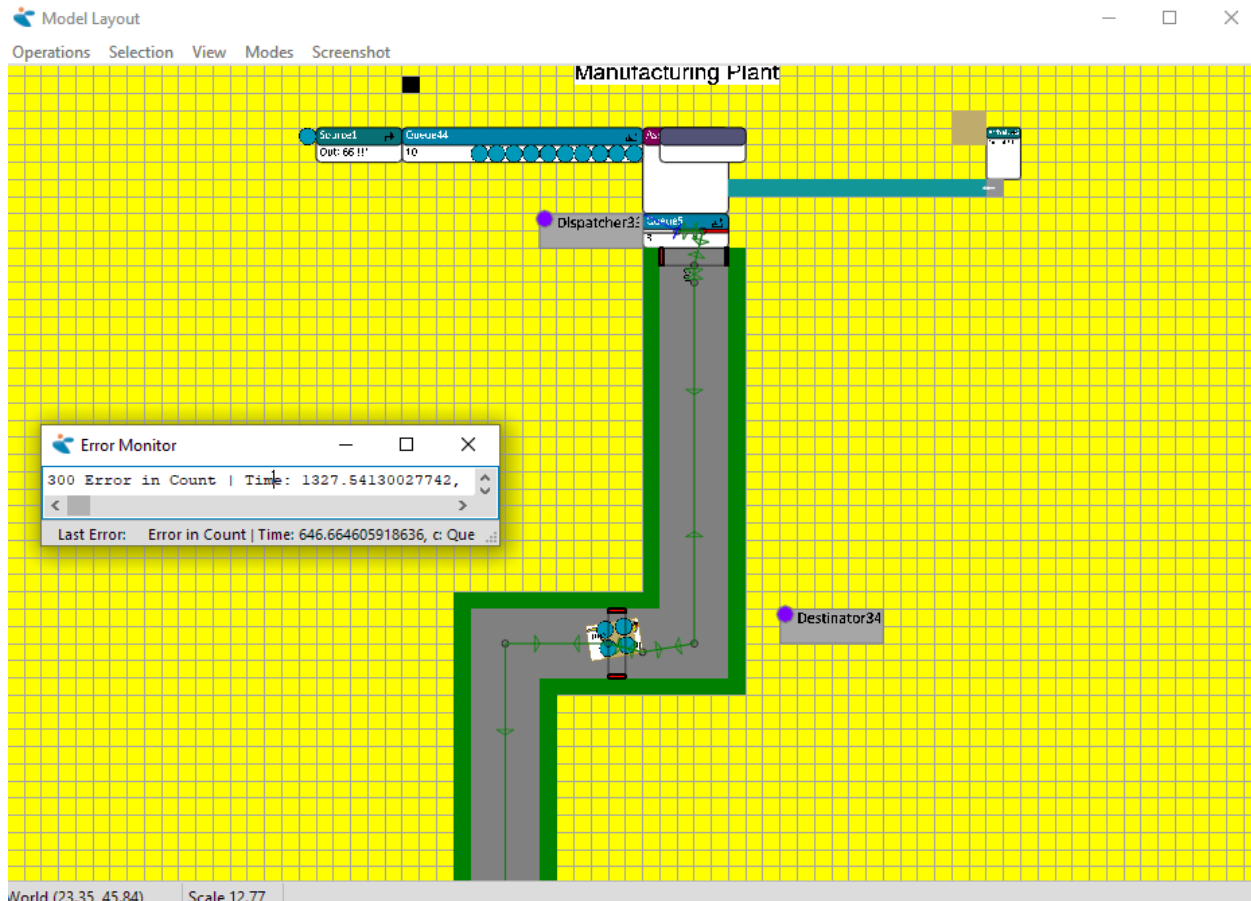 Model Layout
Operations Selection View Modes Screenshot
Manufacturing Plant
Source1 Queue44 As
Out: 66 !!' 10
Dispatcher33 Queue5
3
Error Monitor
300 Error in Count | Time: 1327.54130027742,
Last Error: Error in Count | Time: 646.664605918636, c: Que
Destinator34
World (23.35, 45.84) Scale 12.77